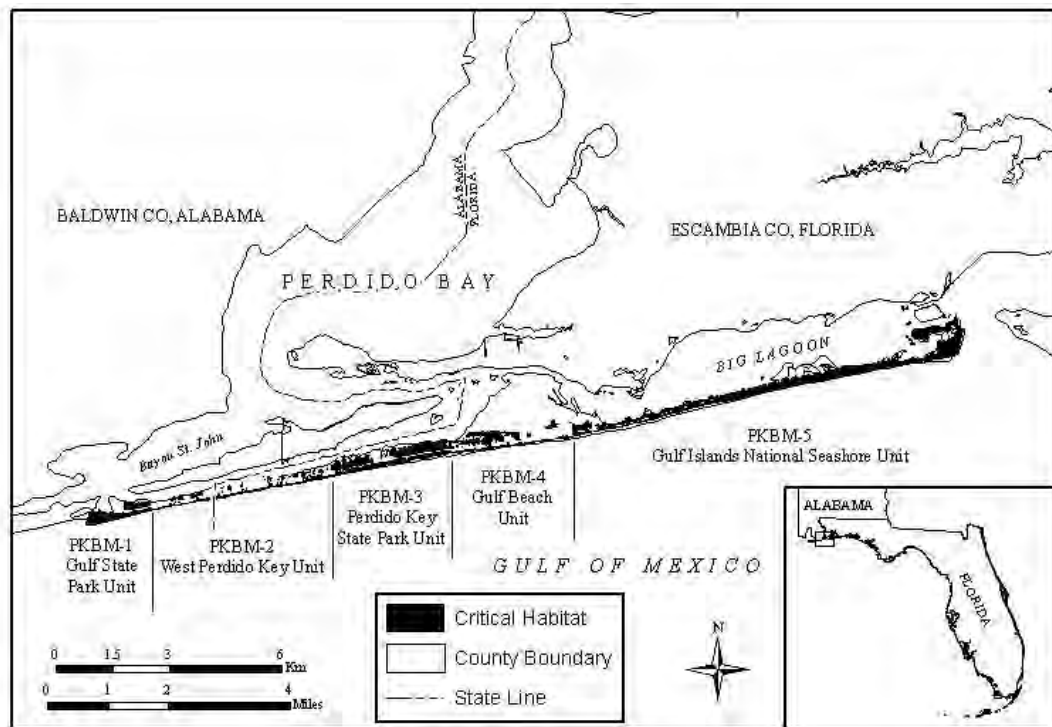 ALABAMA
FLORIDA
BALDWIN CO, ALABAMA
ESCAMBIA CO, FLORIDA
PERDIDO BAY
BIG LAGOON
Bayou St. John
PKBM-5
Gulf Islands National Seashore Unit
PKBM-4
Gulf Beach
Unit
PKBM-3
Perdido Key
State Park Unit
PKBM-2
West Perdido Key Unit
PKBM-1
Gulf State
Park Unit
GULF OF MEXICO
0 1.5 3 6
Km
0 1 2 4
Miles
Critical Habitat
County Boundary
State Line
N
ALABAMA
FLORIDA